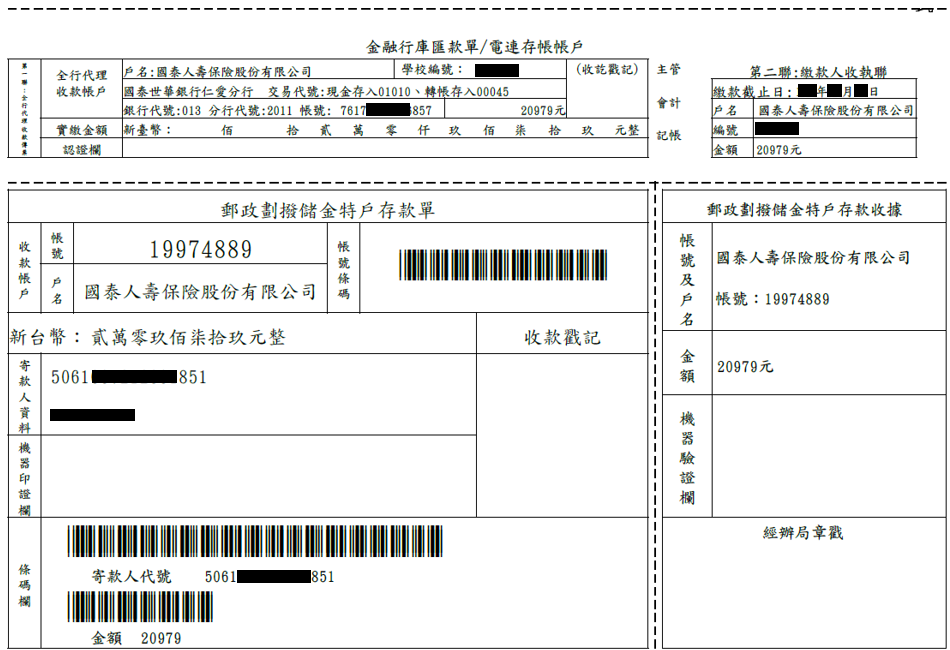 金融行庫匯款單/電連存帳帳戶
第一聯:全行代理收款傳票
全行代理收款帳戶
戶名:國泰人壽保險股份有限公司
學校編號：
(收訖戳記)
國泰世華銀行仁愛分行 交易代號:現金存入01010、轉帳存入00045
銀行代號:013 分行代號:2011 帳號: 7617 857
20979元
實繳金額
新臺幣： 佰 拾 貳 萬 零 仟 玖 佰 柒 拾 玖 元整
認證欄
主管
會計
記帳
第二聯:繳款人收執聯
繳款截止日: 年 月 日
戶名 國泰人壽保險股份有限公司
編號
金額 20979元
郵政劃撥儲金特戶存款單
收款帳戶
帳號
19974889
帳號條碼
戶名
國泰人壽保險股份有限公司
新台幣：貳萬零玖佰柒拾玖元整
收款戳記
寄款人資料
5061 851
機器印證欄
條碼欄
寄款人代號 5061 851
金額 20979
郵政劃撥儲金特戶存款收據
帳號及戶名
國泰人壽保險股份有限公司
帳號：19974889
金額
20979元
機器驗證欄
經辦局章戳